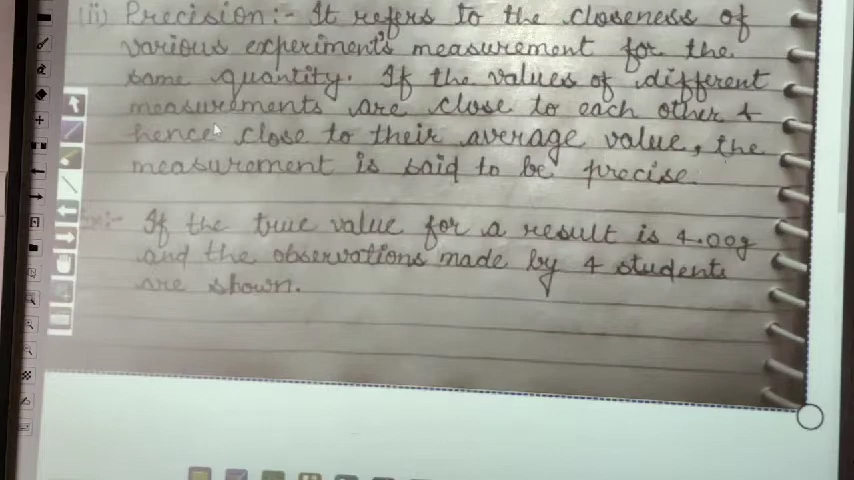 (ii) Precision:- It refers to the closeness of
various experiment's measurement for the
same quantity. If the values of different
measurements are close to each other &
hence close to their average value, the
measurement is said to be precise.
Ex:- If the true value for a result is 4.00g
and the observations made by 4 students
are shown.